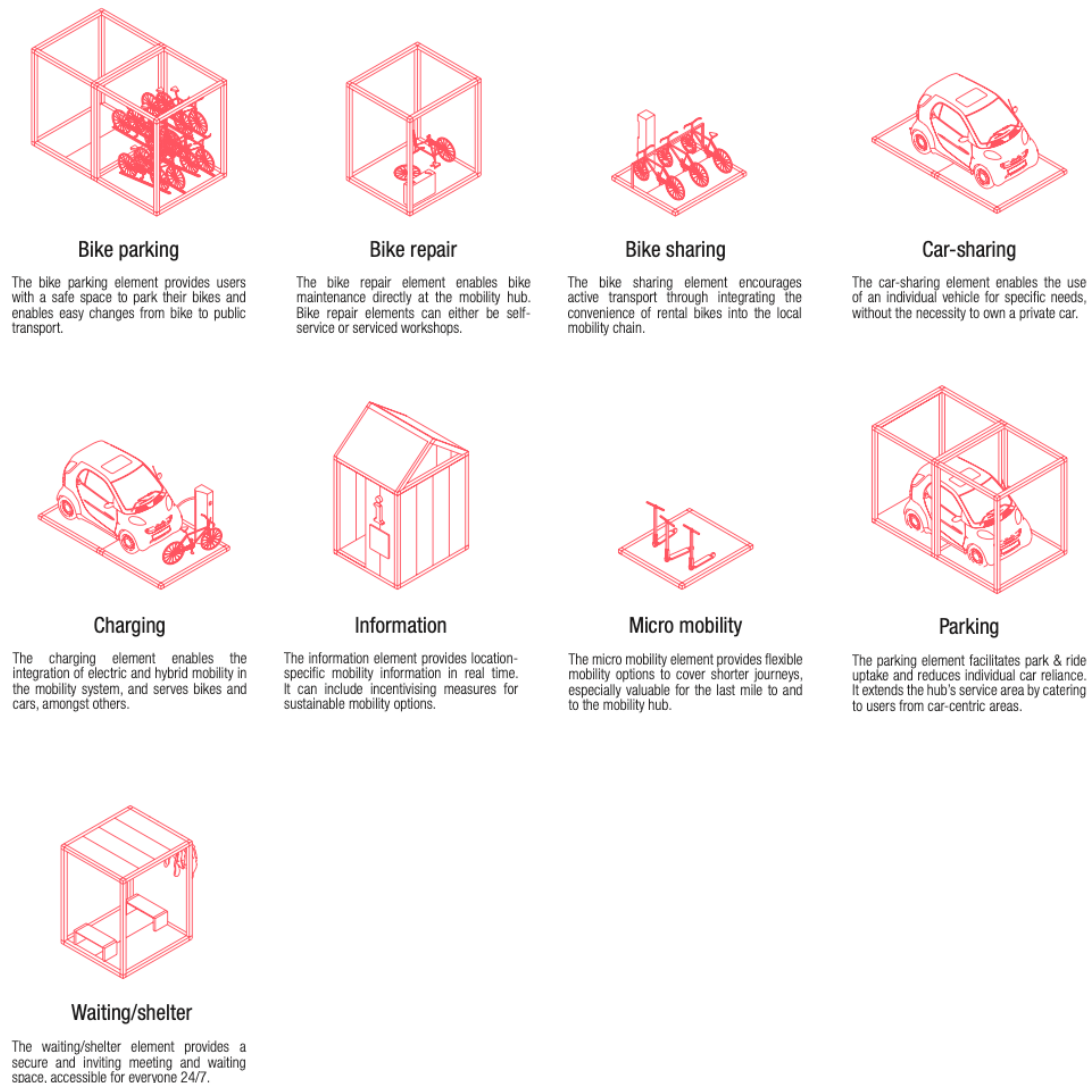 Bike parking
The bike parking element provides users
with a safe space to park their bikes and
enables easy changes from bike to public
transport.
Bike repair
The bike repair element enables bike
maintenance directly at the mobility hub.
Bike repair elements can either be self-
service or serviced workshops.
Bike sharing
The bike sharing element encourages
active transport through integrating the
convenience of rental bikes into the local
mobility chain.
Car-sharing
The car-sharing element enables the use
of an individual vehicle for specific needs,
without the necessity to own a private car.
Charging
The charging element enables the
integration of electric and hybrid mobility in
the mobility system, and serves bikes and
cars, amongst others.
Information
The information element provides location-
specific mobility information in real time.
It can include incentivising measures for
sustainable mobility options.
Micro mobility
The micro mobility element provides flexible
mobility options to cover shorter journeys,
especially valuable for the last mile to and
to the mobility hub.
Parking
The parking element facilitates park & ride
uptake and reduces individual car reliance.
It extends the hub's service area by catering
to users from car-centric areas.
Waiting/shelter
The waiting/shelter element provides a
secure and inviting meeting and waiting
space, accessible for everyone 24/7.